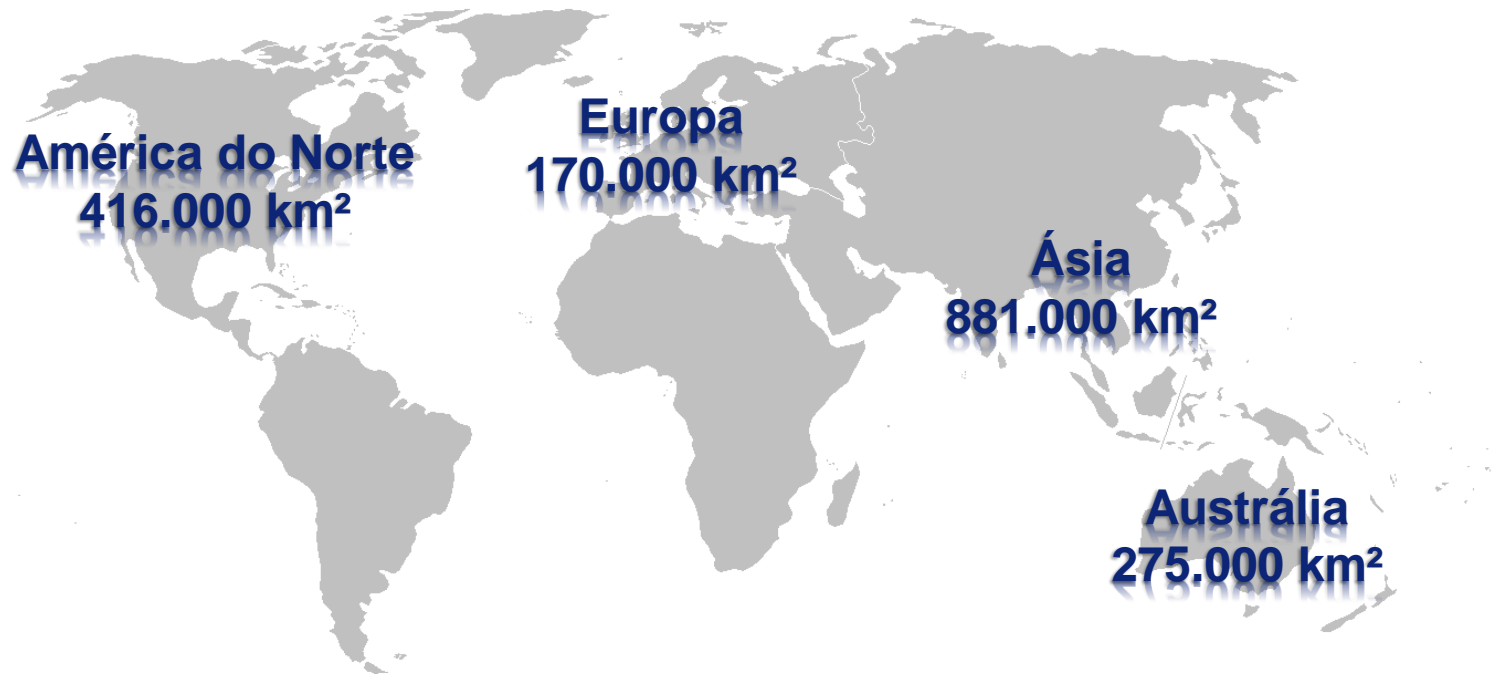 América do Norte
416.000 km²
Europa
170.000 km²
Ásia
881.000 km²
Austrália
275.000 km²